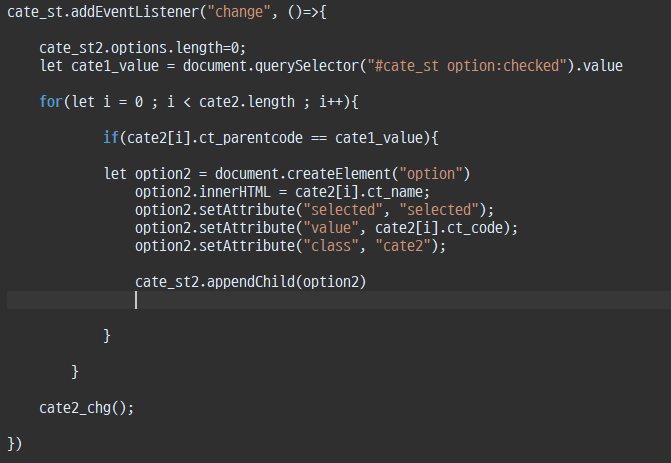 cate_st.addEventListener("change", ()=>{
cate_st2.options.length=0;
let cate1_value = document.querySelector("#cate_st option:checked").value
for(let i = 0 ; i < cate2.length ; i++){
if(cate2[i].ct_parentcode == cate1_value){
let option2 = document.createElement("option")
option2.innerHTML = cate2[i].ct_name;
option2.setAttribute("selected", "selected");
option2.setAttribute("value", cate2[i].ct_code);
option2.setAttribute("class", "cate2");
cate_st2.appendChild(option2)
}
}
cate2_chg();
})